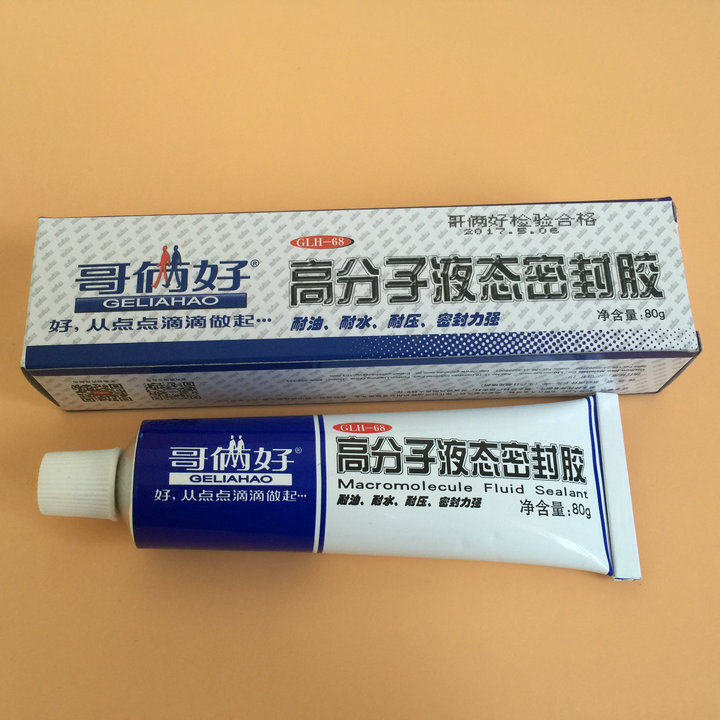 哥俩好检验合格
2017.5.06
GLH-68
哥俩好®
GELIAHAO
高分子液态密封胶
好，从点点滴滴做起…
耐油、耐水、耐压、密封力强
净含量:80g
GLH-68
哥俩好®
GELIAHAO
高分子液态密封胶
Macromolecule Fluid Sealant
好，从点点滴滴做起…
耐油、耐水、耐压、密封力强
净含量:80g